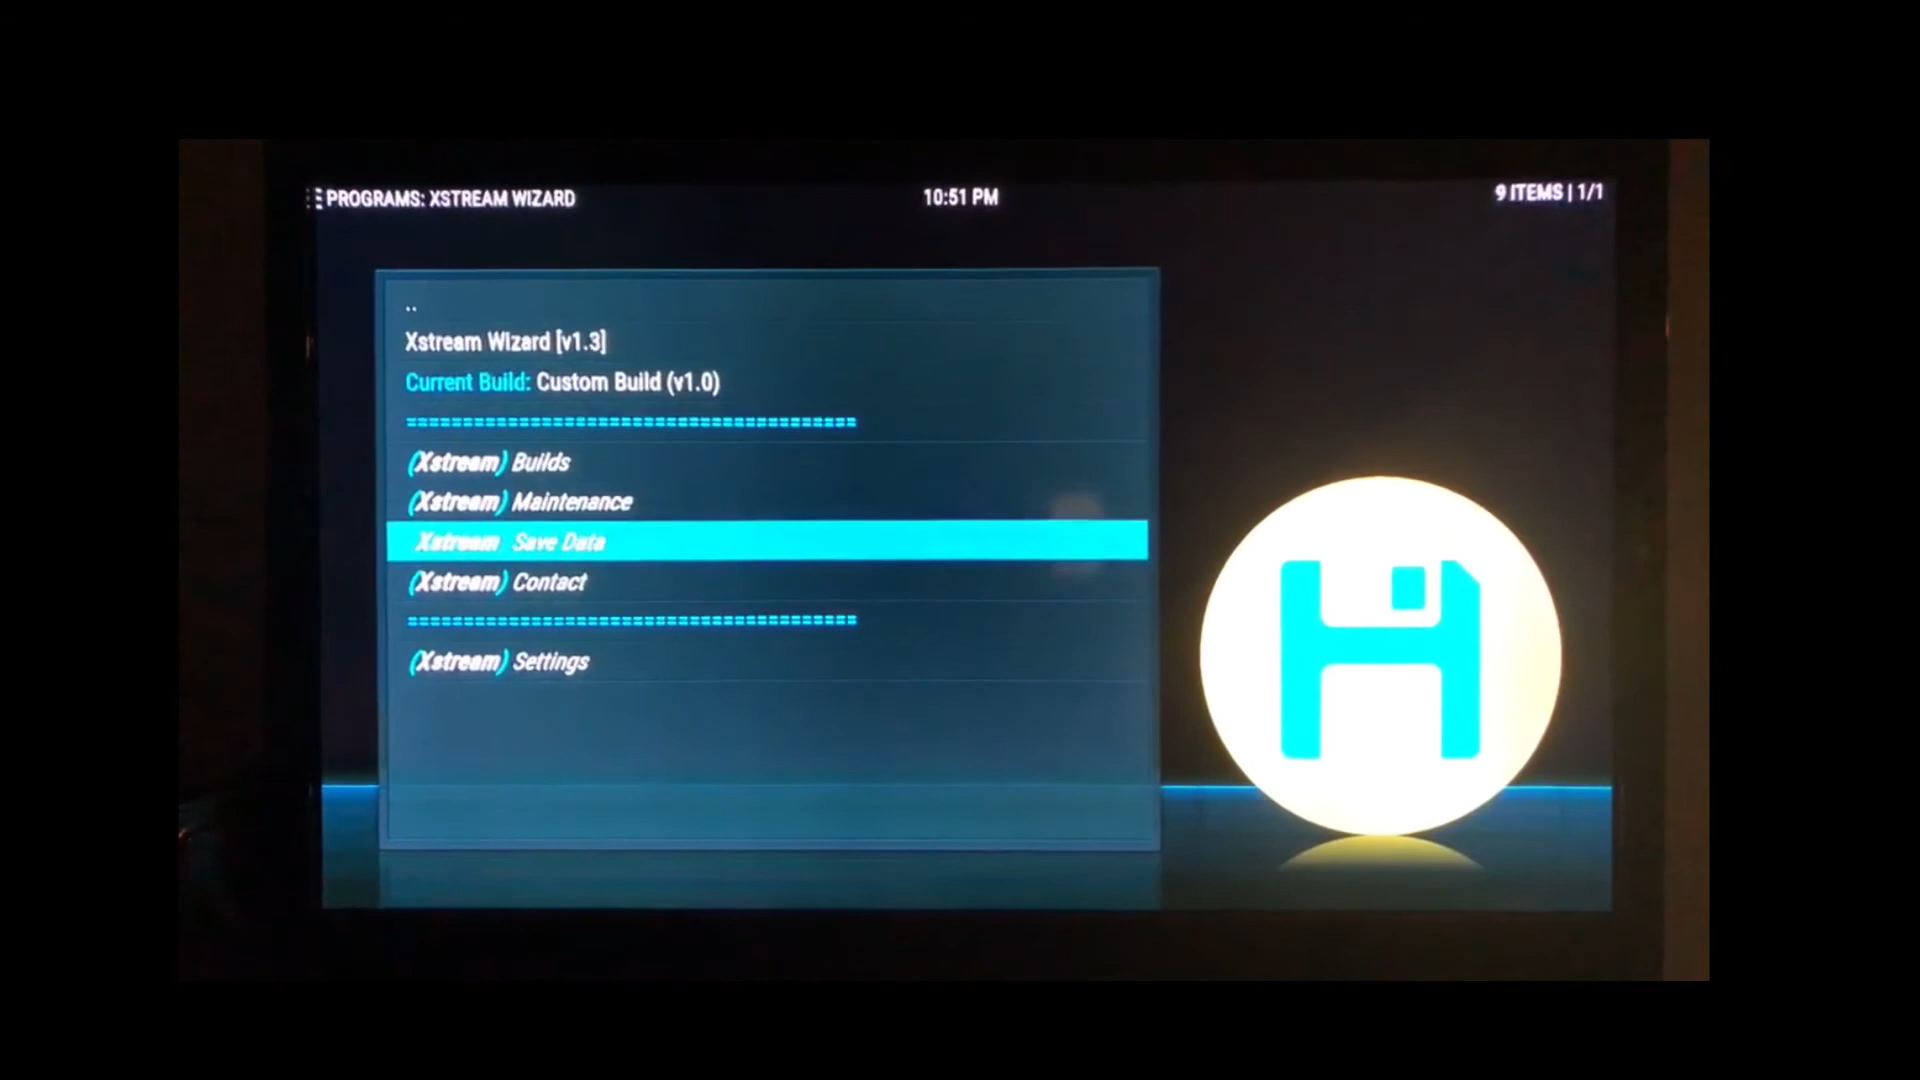 PROGRAMS: XSTREAM WIZARD
10:51 PM
9 ITEMS | 1/1
..
Xstream Wizard [v1.3]
Current Build: Custom Build (v1.0)
==================================
(Xstream) Builds
(Xstream) Maintenance
Xstream Save Data
(Xstream) Contact
==================================
(Xstream) Settings